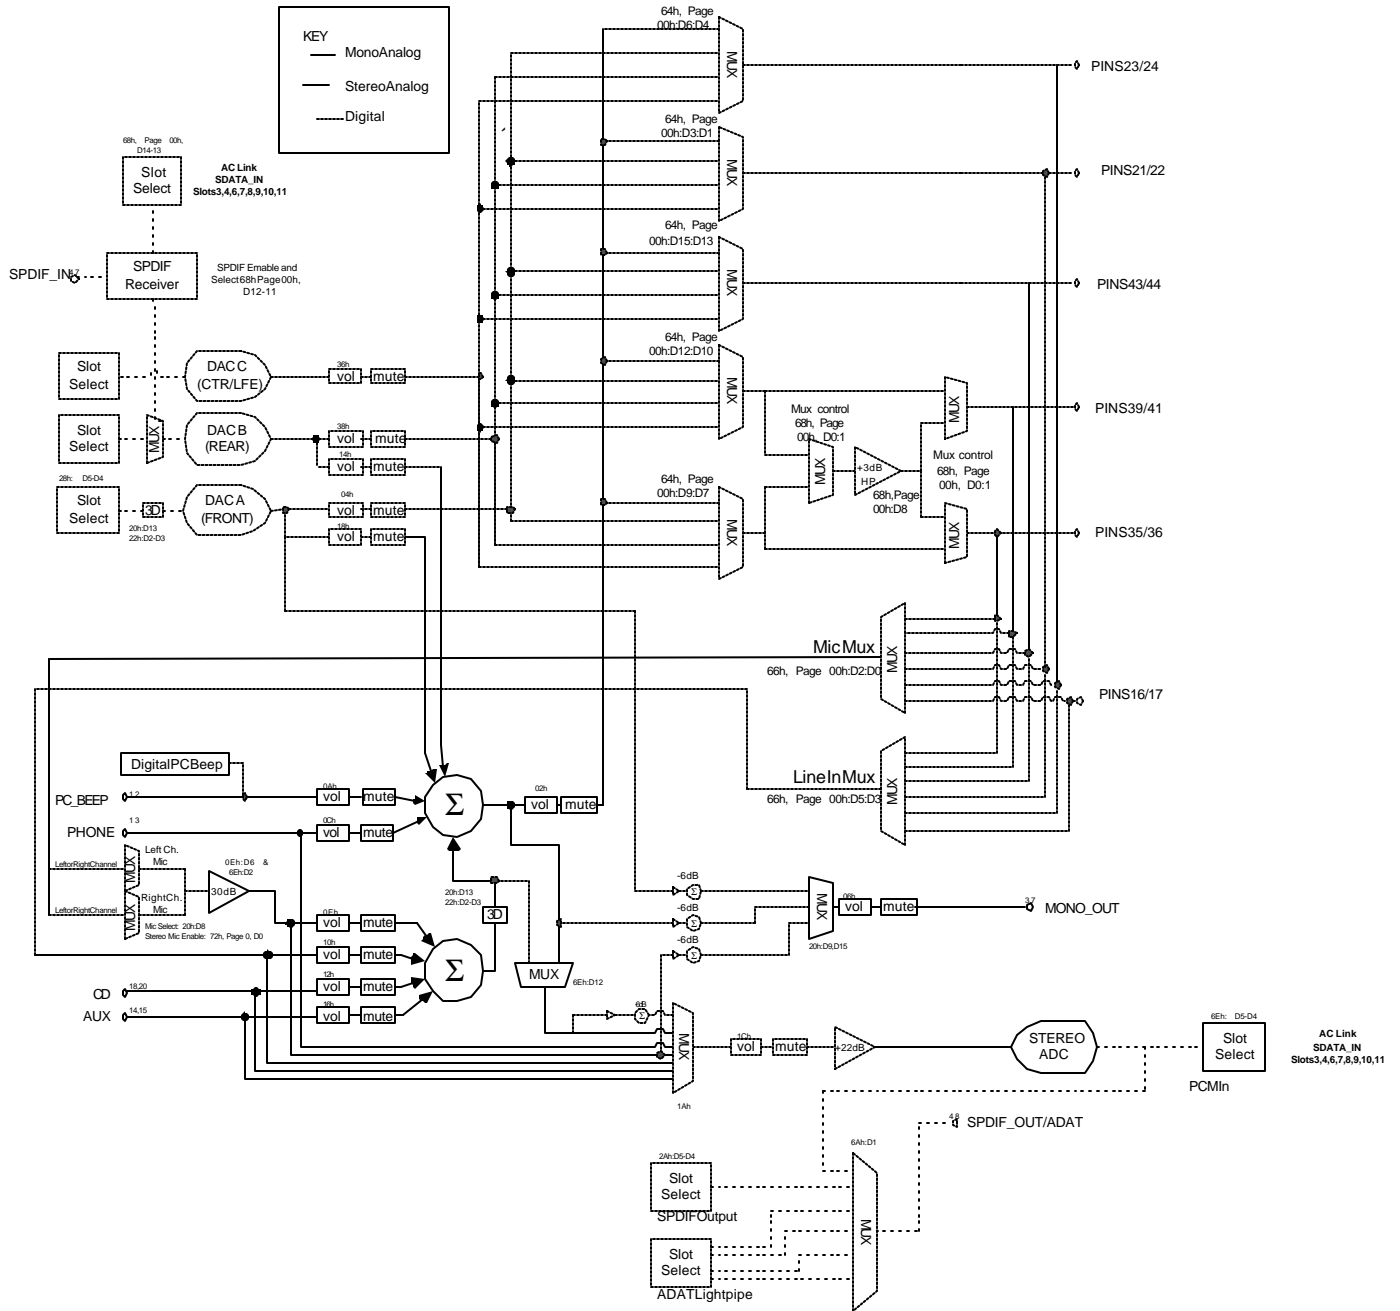 KEY
MonoAnalog
StereoAnalog
Digital
64h, Page
00h:D6:D4
MUX
PINS23/24
64h, Page
00h:D3:D1
MUX
PINS21/22
64h, Page
00h:D15:D13
MUX
PINS43/44
64h, Page
00h:D12:D10
MUX
64h, Page
00h:D9:D7
MUX
Mux control
68h, Page
00h, D0:1
MUX
+3dB
HP
68h,Page
00h:D8
Mux control
68h, Page
00h, D0:1
MUX
PINS39/41
MUX
PINS35/36
68h, Page 00h,
D14-13
Slot
Select
AC Link
SDATA_IN
Slots3,4,6,7,8,9,10,11
SPDIF_IN
47
SPDIF
Receiver
SPDIF Emable and
Select68hPage00h,
D12-11
Slot
Select
DAC C
(CTR/LFE)
36h
vol
mute
Slot
Select
MUX
DAC B
(REAR)
38h
vol
mute
14h
vol
mute
28h: D5-D4
Slot
Select
3D
20h:D13
22h:D2-D3
DAC A
(FRONT)
04h
vol
mute
18h
vol
mute
MicMux
66h, Page 00h:D2:D0
MUX
PINS16/17
LineInMux
66h, Page 00h:D5:D3
MUX
DigitalPCBeep
PC_BEEP
12
0Ah
vol
mute
PHONE
13
0Ch
vol
mute
Σ
02h
vol
mute
LeftorRightChannel
MUX
Left Ch.
Mic
LeftorRightChannel
MUX
RightCh.
Mic
0Eh:D6 &
6Eh:D2
30dB
Mic Select: 20h:D8
Stereo Mic Enable: 72h, Page 0, D0
0Eh
vol
mute
10h
vol
mute
CD
18,20
12h
vol
mute
AUX
14,15
16h
vol
mute
Σ
20h:D13
22h:D2-D3
3D
MUX
6Eh:D12
-6dB
Σ
-6dB
Σ
-6dB
Σ
MUX
20h:D9,D15
06h
vol
mute
37
MONO_OUT
6dB
Σ
MUX
1Ah
1Ch
vol
mute
+22dB
STEREO
ADC
6Eh: D5-D4
Slot
Select
PCMIn
AC Link
SDATA_IN
Slots3,4,6,7,8,9,10,11
48
SPDIF_OUT/ADAT
6Ah:D1
MUX
2Ah:D5-D4
Slot
Select
SPDIFOutput
Slot
Select
ADATLightpipe